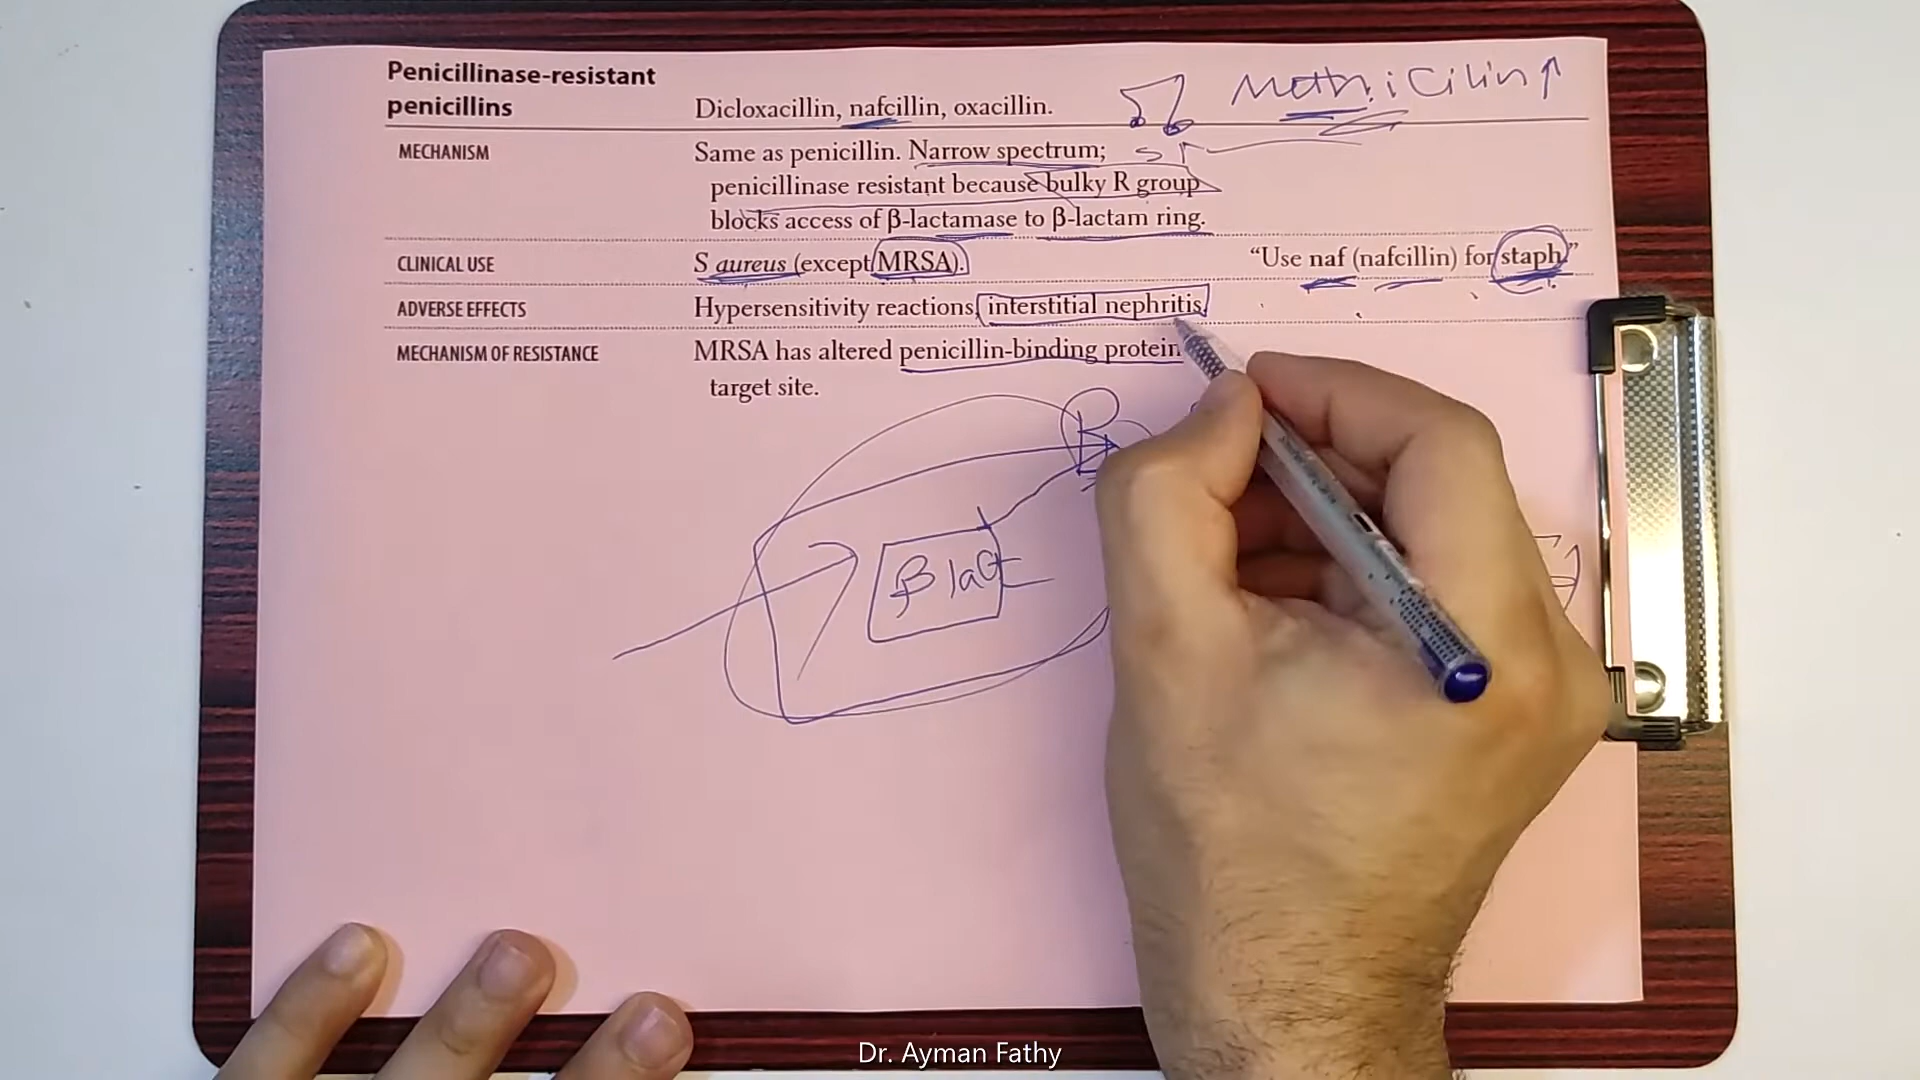 Penicillinase-resistant
penicillins
Dicloxacillin, nafcillin, oxacillin.
Methicilin
MECHANISM
Same as penicillin. Narrow spectrum;
penicillinase resistant because bulky R group
blocks access of β-lactamase to β-lactam ring.
CLINICAL USE
S aureus (except MRSA).
“Use naf (nafcillin) for staph.”
ADVERSE EFFECTS
Hypersensitivity reactions, interstitial nephritis.
MECHANISM OF RESISTANCE
MRSA has altered penicillin-binding protein
target site.
R
β lact
Dr. Ayman Fathy